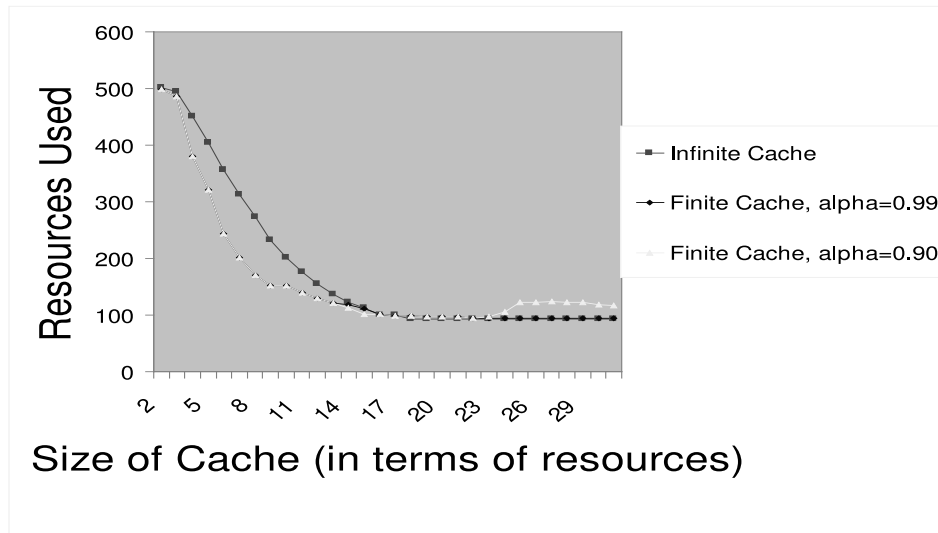 600
500
400
300
200
100
0
Resources Used
2 5 8 11 14 17 20 23 26 29
Size of Cache (in terms of resources)
Infinite Cache
Finite Cache, alpha=0.99
Finite Cache, alpha=0.90